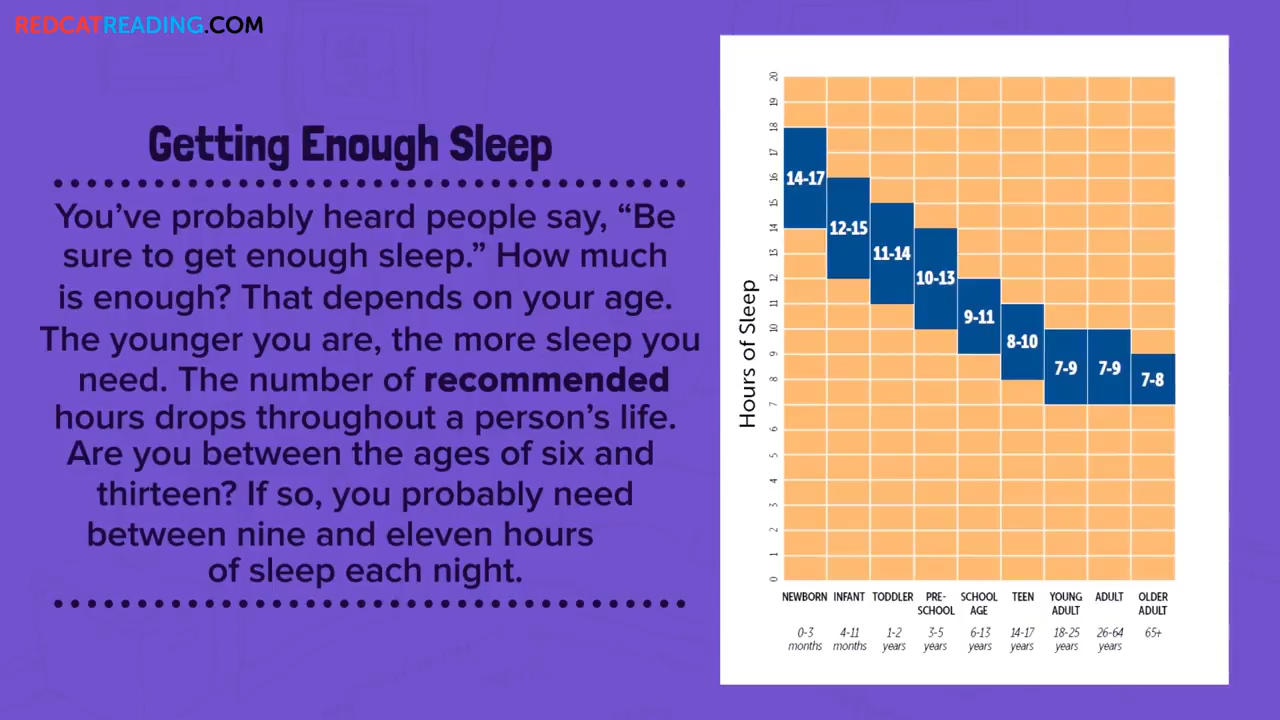 REDCATREADING.COM
Getting Enough Sleep
You’ve probably heard people say, “Be
sure to get enough sleep.” How much
is enough? That depends on your age.
The younger you are, the more sleep you
need. The number of recommended
hours drops throughout a person’s life.
Are you between the ages of six and
thirteen? If so, you probably need
between nine and eleven hours
of sleep each night.
Hours of Sleep
20
19
18
17
16
15
14
13
12
11
10
9
8
7
6
5
4
3
2
1
0
14-17
12-15
11-14
10-13
9-11
8-10
7-9
7-9
7-8
NEWBORN INFANT TODDLER PRE- SCHOOL TEEN YOUNG ADULT OLDER
SCHOOL AGE ADULT ADULT
0-3 4-11 1-2 3-5 6-13 14-17 18-25 26-64 65+
months months years years years years years years